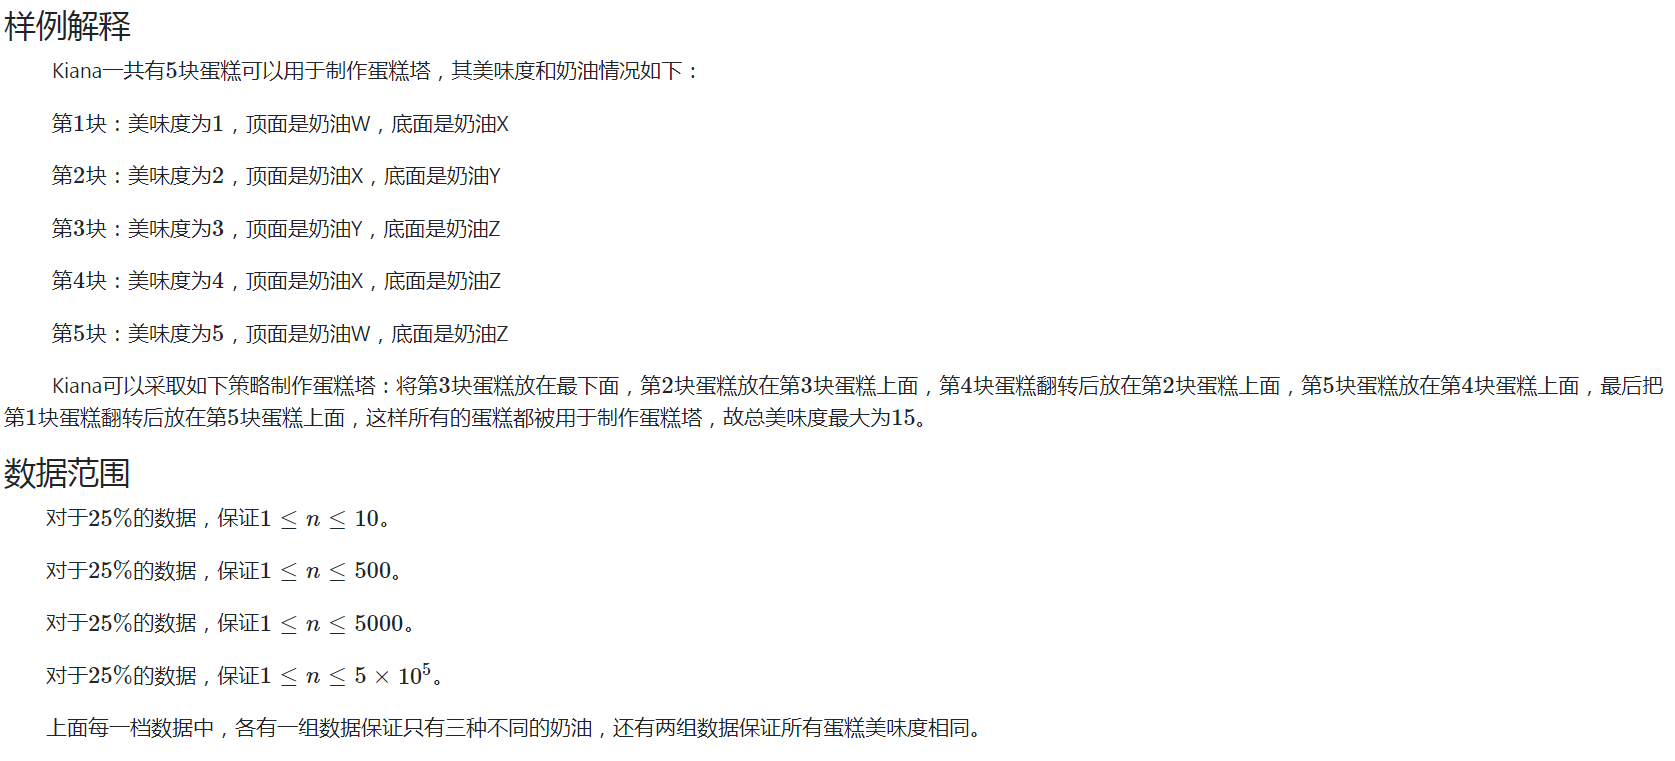 样例解释
Kiana一共有5块蛋糕可以用于制作蛋糕塔，其美味度和奶油情况如下：
第1块：美味度为1，顶面是奶油W，底面是奶油X
第2块：美味度为2，顶面是奶油X，底面是奶油Y
第3块：美味度为3，顶面是奶油Y，底面是奶油Z
第4块：美味度为4，顶面是奶油X，底面是奶油Z
第5块：美味度为5，顶面是奶油W，底面是奶油Z
Kiana可以采取如下策略制作蛋糕塔：将第3块蛋糕放在最下面，第2块蛋糕放在第3块蛋糕上面，第4块蛋糕翻转后放在第2块蛋糕上面，第5块蛋糕放在第4块蛋糕上面，最后把
第1块蛋糕翻转后放在第5块蛋糕上面，这样所有的蛋糕都被用于制作蛋糕塔，故总美味度最大为15。
数据范围
对于25%的数据，保证1 ≤ n ≤ 10。
对于25%的数据，保证1 ≤ n ≤ 500。
对于25%的数据，保证1 ≤ n ≤ 5000。
对于25%的数据，保证1 ≤ n ≤ 5 × 10⁵。
上面每一档数据中，各有一组数据保证只有三种不同的奶油，还有两组数据保证所有蛋糕美味度相同。